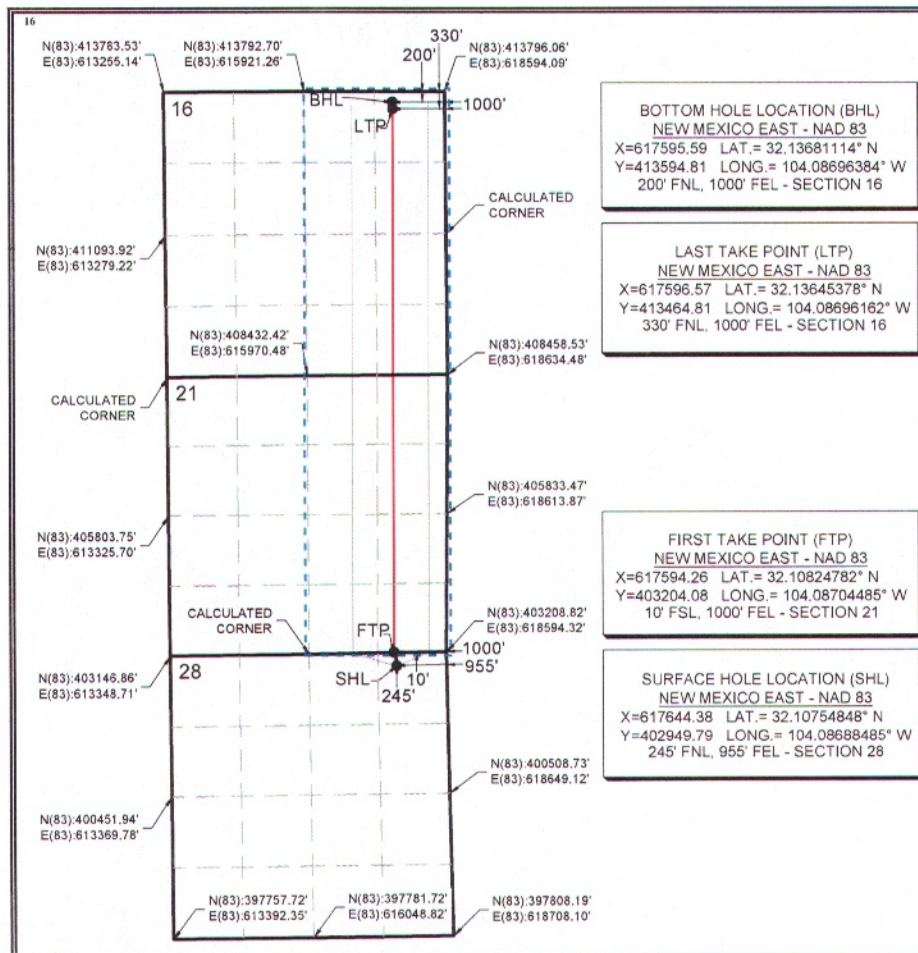 16
N(83):413783.53'
E(83):613255.14'
N(83):413792.70'
E(83):615921.26'
330'
200'
N(83):413796.06'
E(83):618594.09'
16
BHL
LTP
1000'
CALCULATED
CORNER
N(83):411093.92'
E(83):613279.22'
N(83):408432.42'
E(83):615970.48'
N(83):408458.53'
E(83):618634.48'
CALCULATED
CORNER
21
N(83):405833.47'
E(83):618613.87'
N(83):405803.75'
E(83):613325.70'
CALCULATED
CORNER
FTP
N(83):403208.82'
E(83):618594.32'
1000'
28
SHL
10'
955'
245'
N(83):403146.86'
E(83):613348.71'
N(83):400508.73'
E(83):618649.12'
N(83):400451.94'
E(83):613369.78'
N(83):397757.72'
E(83):613392.35'
N(83):397781.72'
E(83):616048.82'
N(83):397808.19'
E(83):618708.10'
BOTTOM HOLE LOCATION (BHL)
NEW MEXICO EAST - NAD 83
X=617595.59 LAT.= 32.13681114° N
Y=413594.81 LONG.= 104.08696384° W
200' FNL, 1000' FEL - SECTION 16
LAST TAKE POINT (LTP)
NEW MEXICO EAST - NAD 83
X=617596.57 LAT.= 32.13645378° N
Y=413464.81 LONG.= 104.08696162° W
330' FNL, 1000' FEL - SECTION 16
FIRST TAKE POINT (FTP)
NEW MEXICO EAST - NAD 83
X=617594.26 LAT.= 32.10824782° N
Y=403204.08 LONG.= 104.08704485° W
10' FSL, 1000' FEL - SECTION 21
SURFACE HOLE LOCATION (SHL)
NEW MEXICO EAST - NAD 83
X=617644.38 LAT.= 32.10754848° N
Y=402949.79 LONG.= 104.08688485° W
245' FNL, 955' FEL - SECTION 28